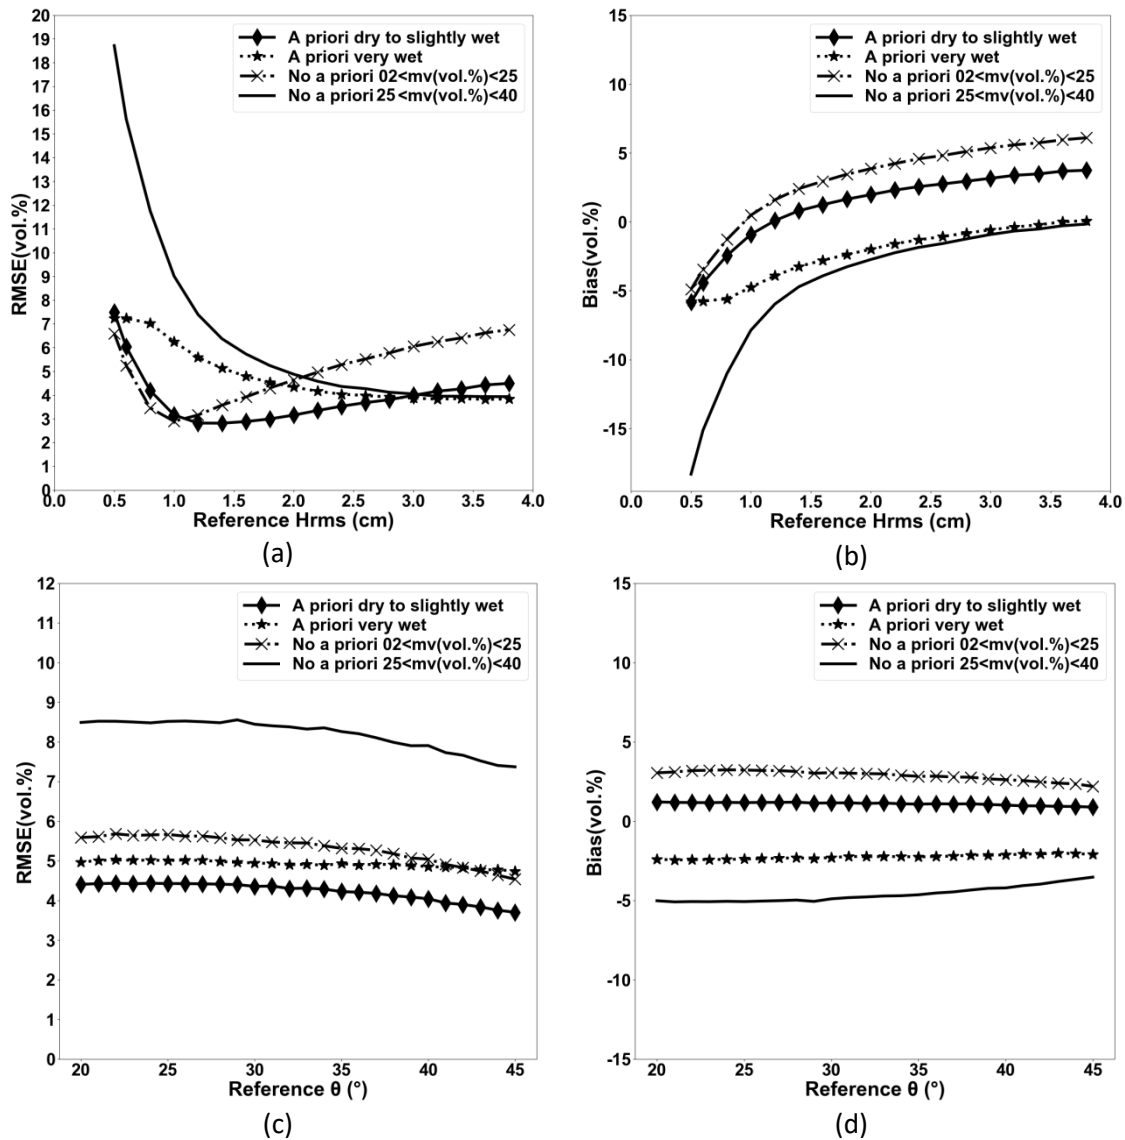 20
19
18
17
16
15
14
13
12
11
10
9
8
7
6
5
4
3
2
1
0
RMSE(vol.%)
A priori dry to slightly wet
A priori very wet
No a priori 02<mv(vol.%)<25
No a priori 25<mv(vol.%)<40
0.0 0.5 1.0 1.5 2.0 2.5 3.0 3.5 4.0
Reference Hrms (cm)
(a)
15
10
5
0
-5
-10
-15
Bias(vol.%)
A priori dry to slightly wet
A priori very wet
No a priori 02<mv(vol.%)<25
No a priori 25<mv(vol.%)<40
0.0 0.5 1.0 1.5 2.0 2.5 3.0 3.5 4.0
Reference Hrms (cm)
(b)
12
11
10
9
8
7
6
5
4
3
2
1
0
RMSE(vol.%)
A priori dry to slightly wet
A priori very wet
No a priori 02<mv(vol.%)<25
No a priori 25<mv(vol.%)<40
20 25 30 35 40 45
Reference θ (°)
(c)
15
10
5
0
-5
-10
-15
Bias(vol.%)
A priori dry to slightly wet
A priori very wet
No a priori 02<mv(vol.%)<25
No a priori 25<mv(vol.%)<40
20 25 30 35 40 45
Reference θ (°)
(d)